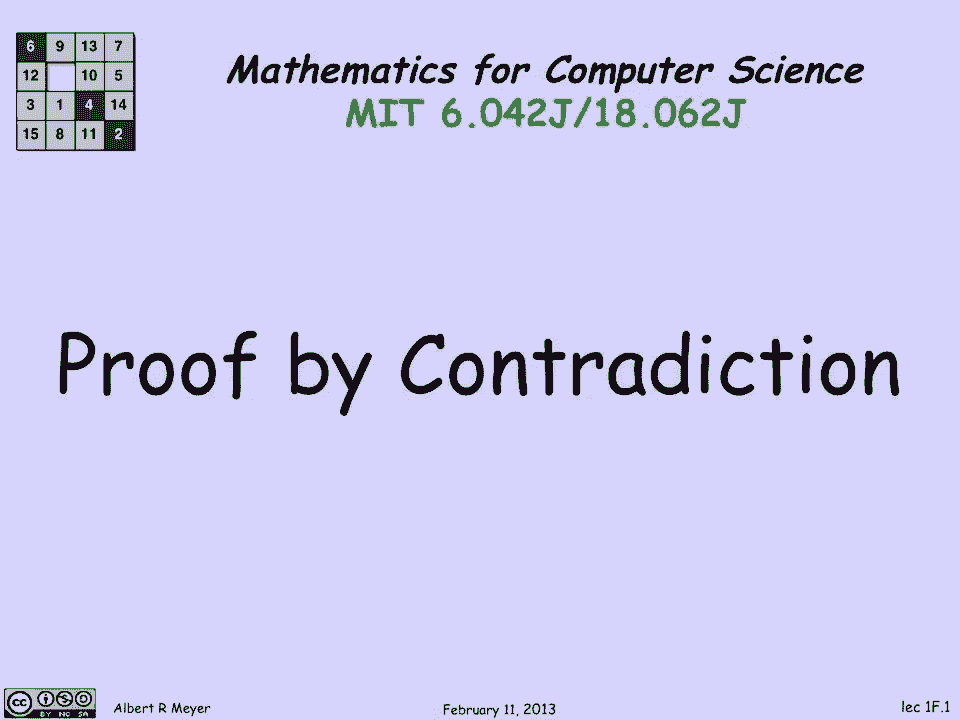 6 9 13 7
12 10 5
3 1 4 14
15 8 11 2
Mathematics for Computer Science
MIT 6.042J/18.062J
Proof by Contradiction
cc BY NC SA
Albert R Meyer
February 11, 2013
lec 1F.1